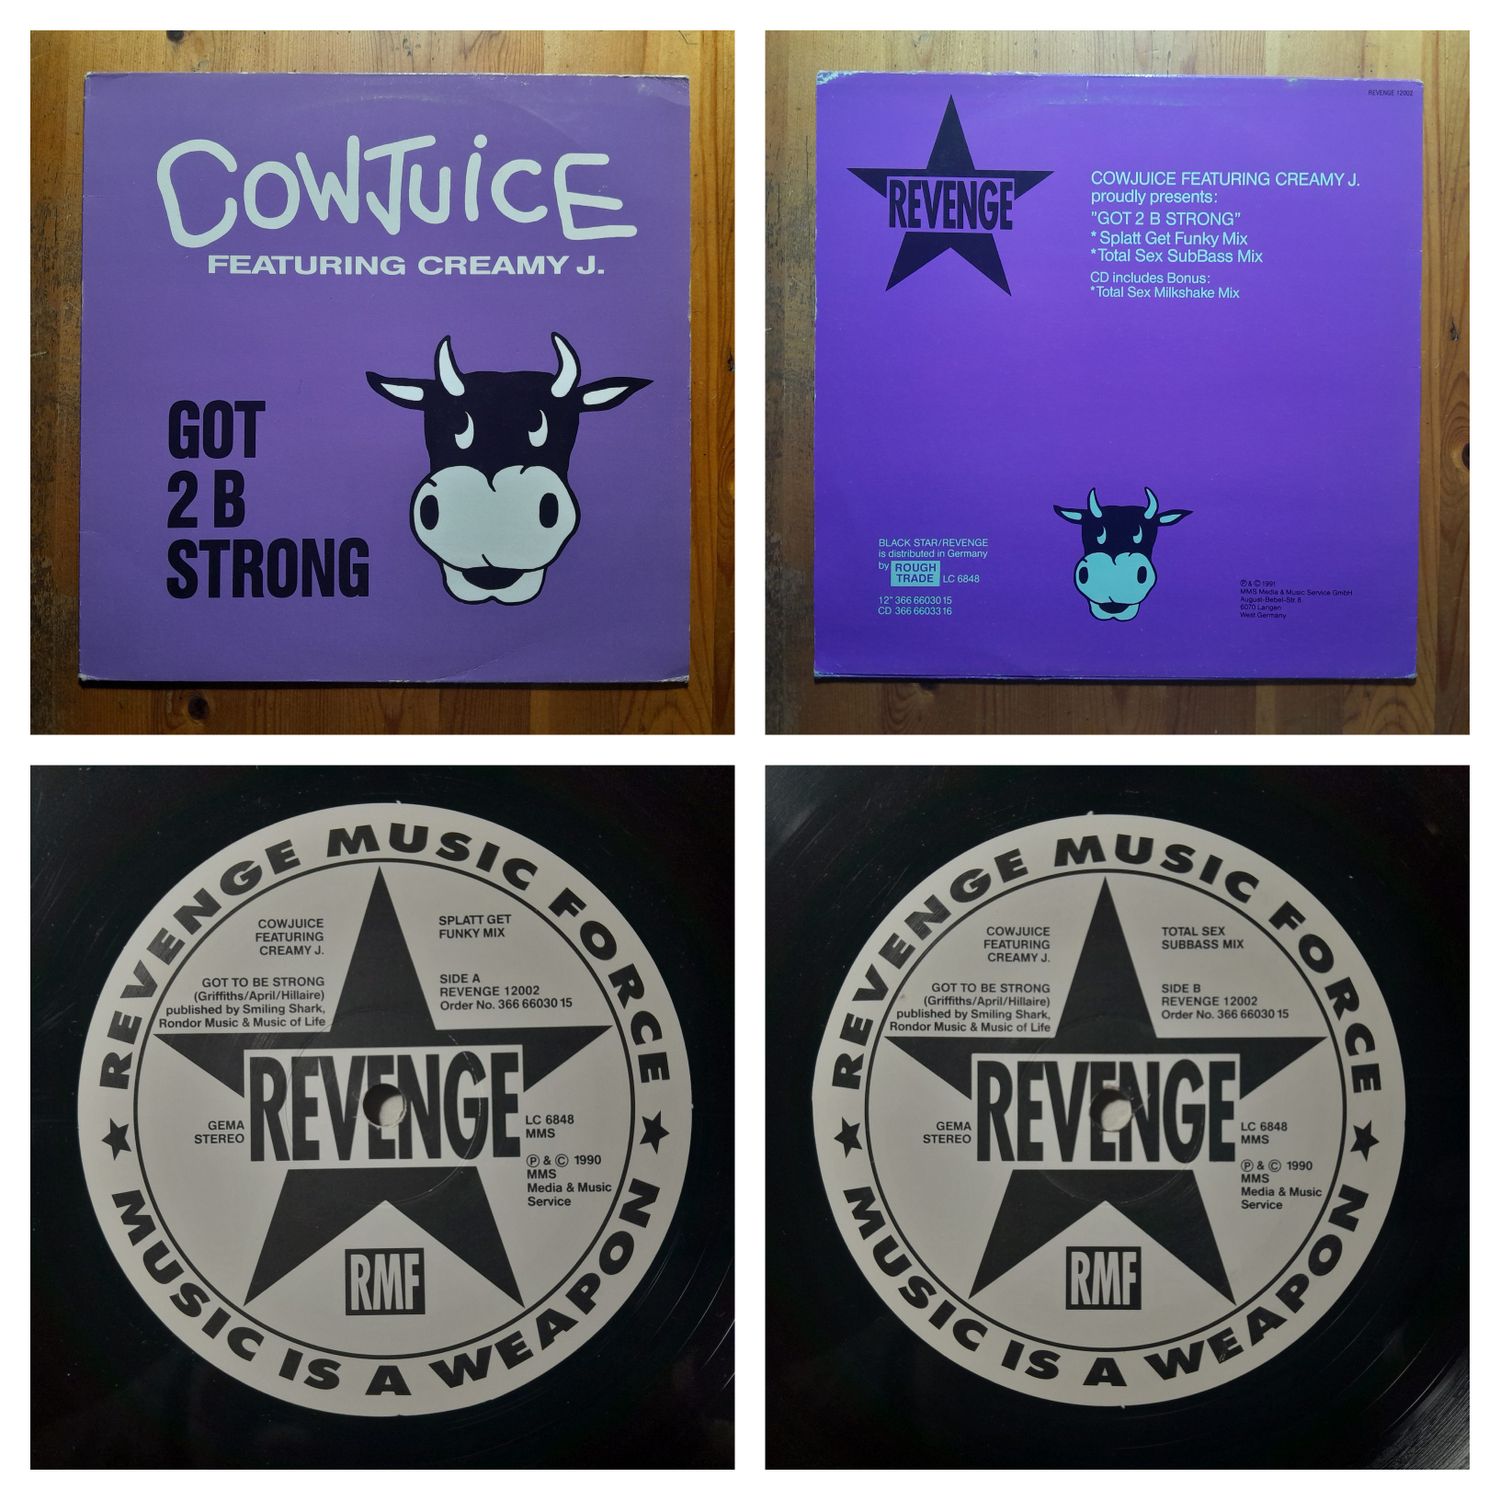 COWJUICE
FEATURING CREAMY J.
GOT
2 B
STRONG
REVENGE 12002
REVENGE
COWJUICE FEATURING CREAMY J.
proudly presents:
"GOT 2 B STRONG"
* Splatt Get Funky Mix
* Total Sex SubBass Mix
CD includes Bonus:
* Total Sex Milkshake Mix
BLACK STAR/REVENGE
is distributed in Germany
by ROUGH TRADE LC 6848
12" 366 66030 15
CD 366 66033 16
℗ & © 1991
MMS Media & Music Service GmbH
August-Bebel-Str. 8
6070 Langen
West Germany
REVENGE MUSIC FORCE
COWJUICE
FEATURING
CREAMY J.
SPLATT GET
FUNKY MIX
GOT TO BE STRONG
(Griffiths/April/Hillaire)
published by Smiling Shark,
Rondor Music & Music of Life
SIDE A
REVENGE 12002
Order No. 366 66030 15
REVENGE
GEMA
STEREO
LC 6848
MMS
℗ & © 1990
MMS
Media & Music
Service
RMF
MUSIC IS A WEAPON
REVENGE MUSIC FORCE
COWJUICE
FEATURING
CREAMY J.
TOTAL SEX
SUBBASS MIX
GOT TO BE STRONG
(Griffiths/April/Hillaire)
published by Smiling Shark,
Rondor Music & Music of Life
SIDE B
REVENGE 12002
Order No. 366 66030 15
REVENGE
GEMA
STEREO
LC 6848
MMS
℗ & © 1990
MMS
Media & Music
Service
RMF
MUSIC IS A WEAPON